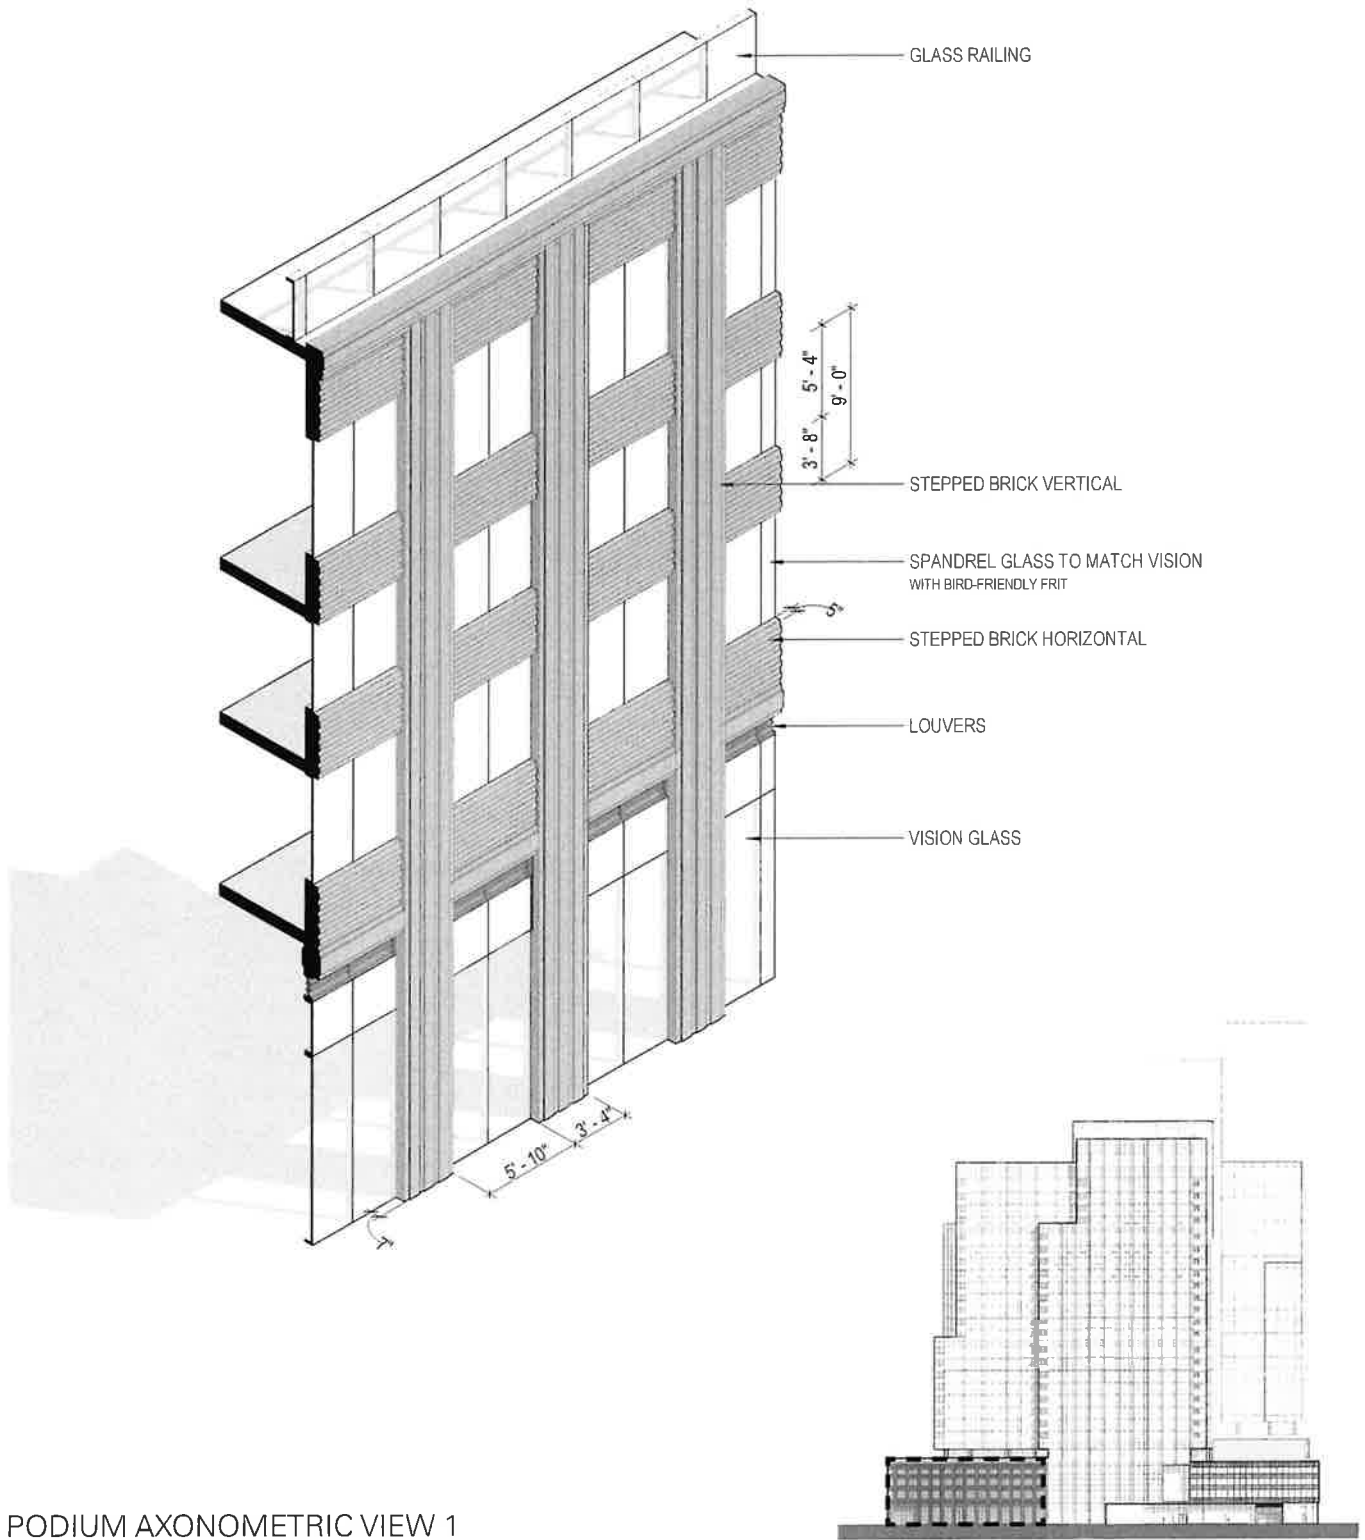 GLASS RAILING
5' - 4"
9' - 0"
3' - 8"
STEPPED BRICK VERTICAL
SPANDREL GLASS TO MATCH VISION
WITH BIRD-FRIENDLY FRIT
5"
STEPPED BRICK HORIZONTAL
LOUVERS
VISION GLASS
3' - 4"
5' - 10"
7"
PODIUM AXONOMETRIC VIEW 1